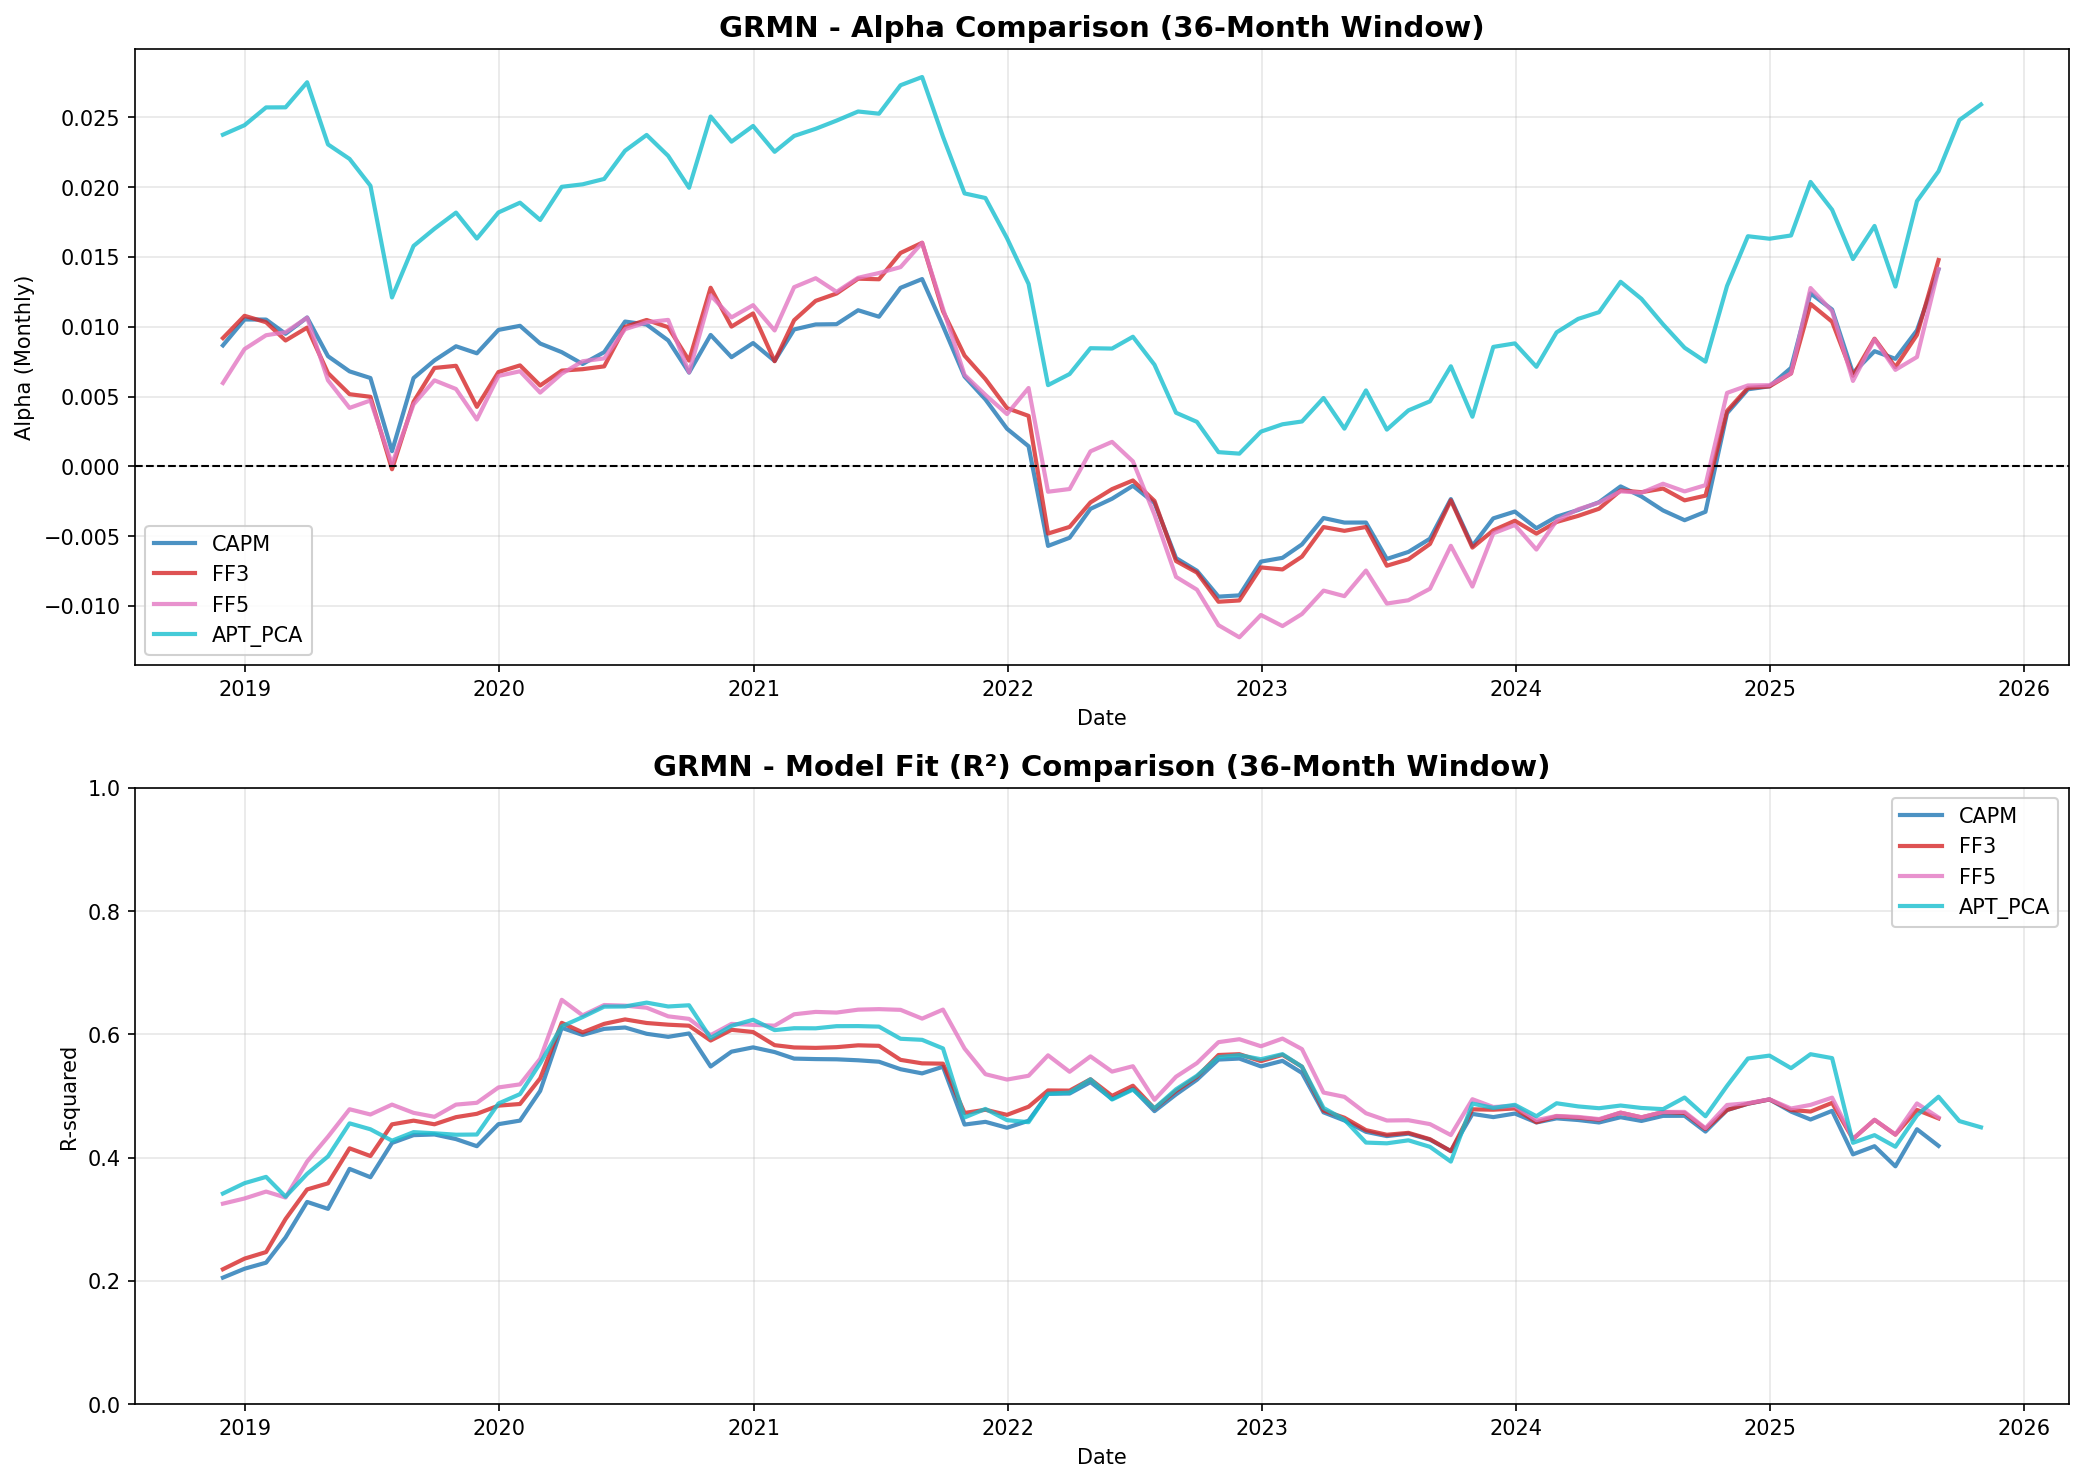 GRMN - Alpha Comparison (36-Month Window)
Alpha (Monthly)
0.025
0.020
0.015
0.010
0.005
0.000
−0.005
−0.010
CAPM
FF3
FF5
APT_PCA
2019 2020 2021 2022 2023 2024 2025 2026
Date
GRMN - Model Fit (R²) Comparison (36-Month Window)
R-squared
1.0
0.8
0.6
0.4
0.2
0.0
CAPM
FF3
FF5
APT_PCA
2019 2020 2021 2022 2023 2024 2025 2026
Date